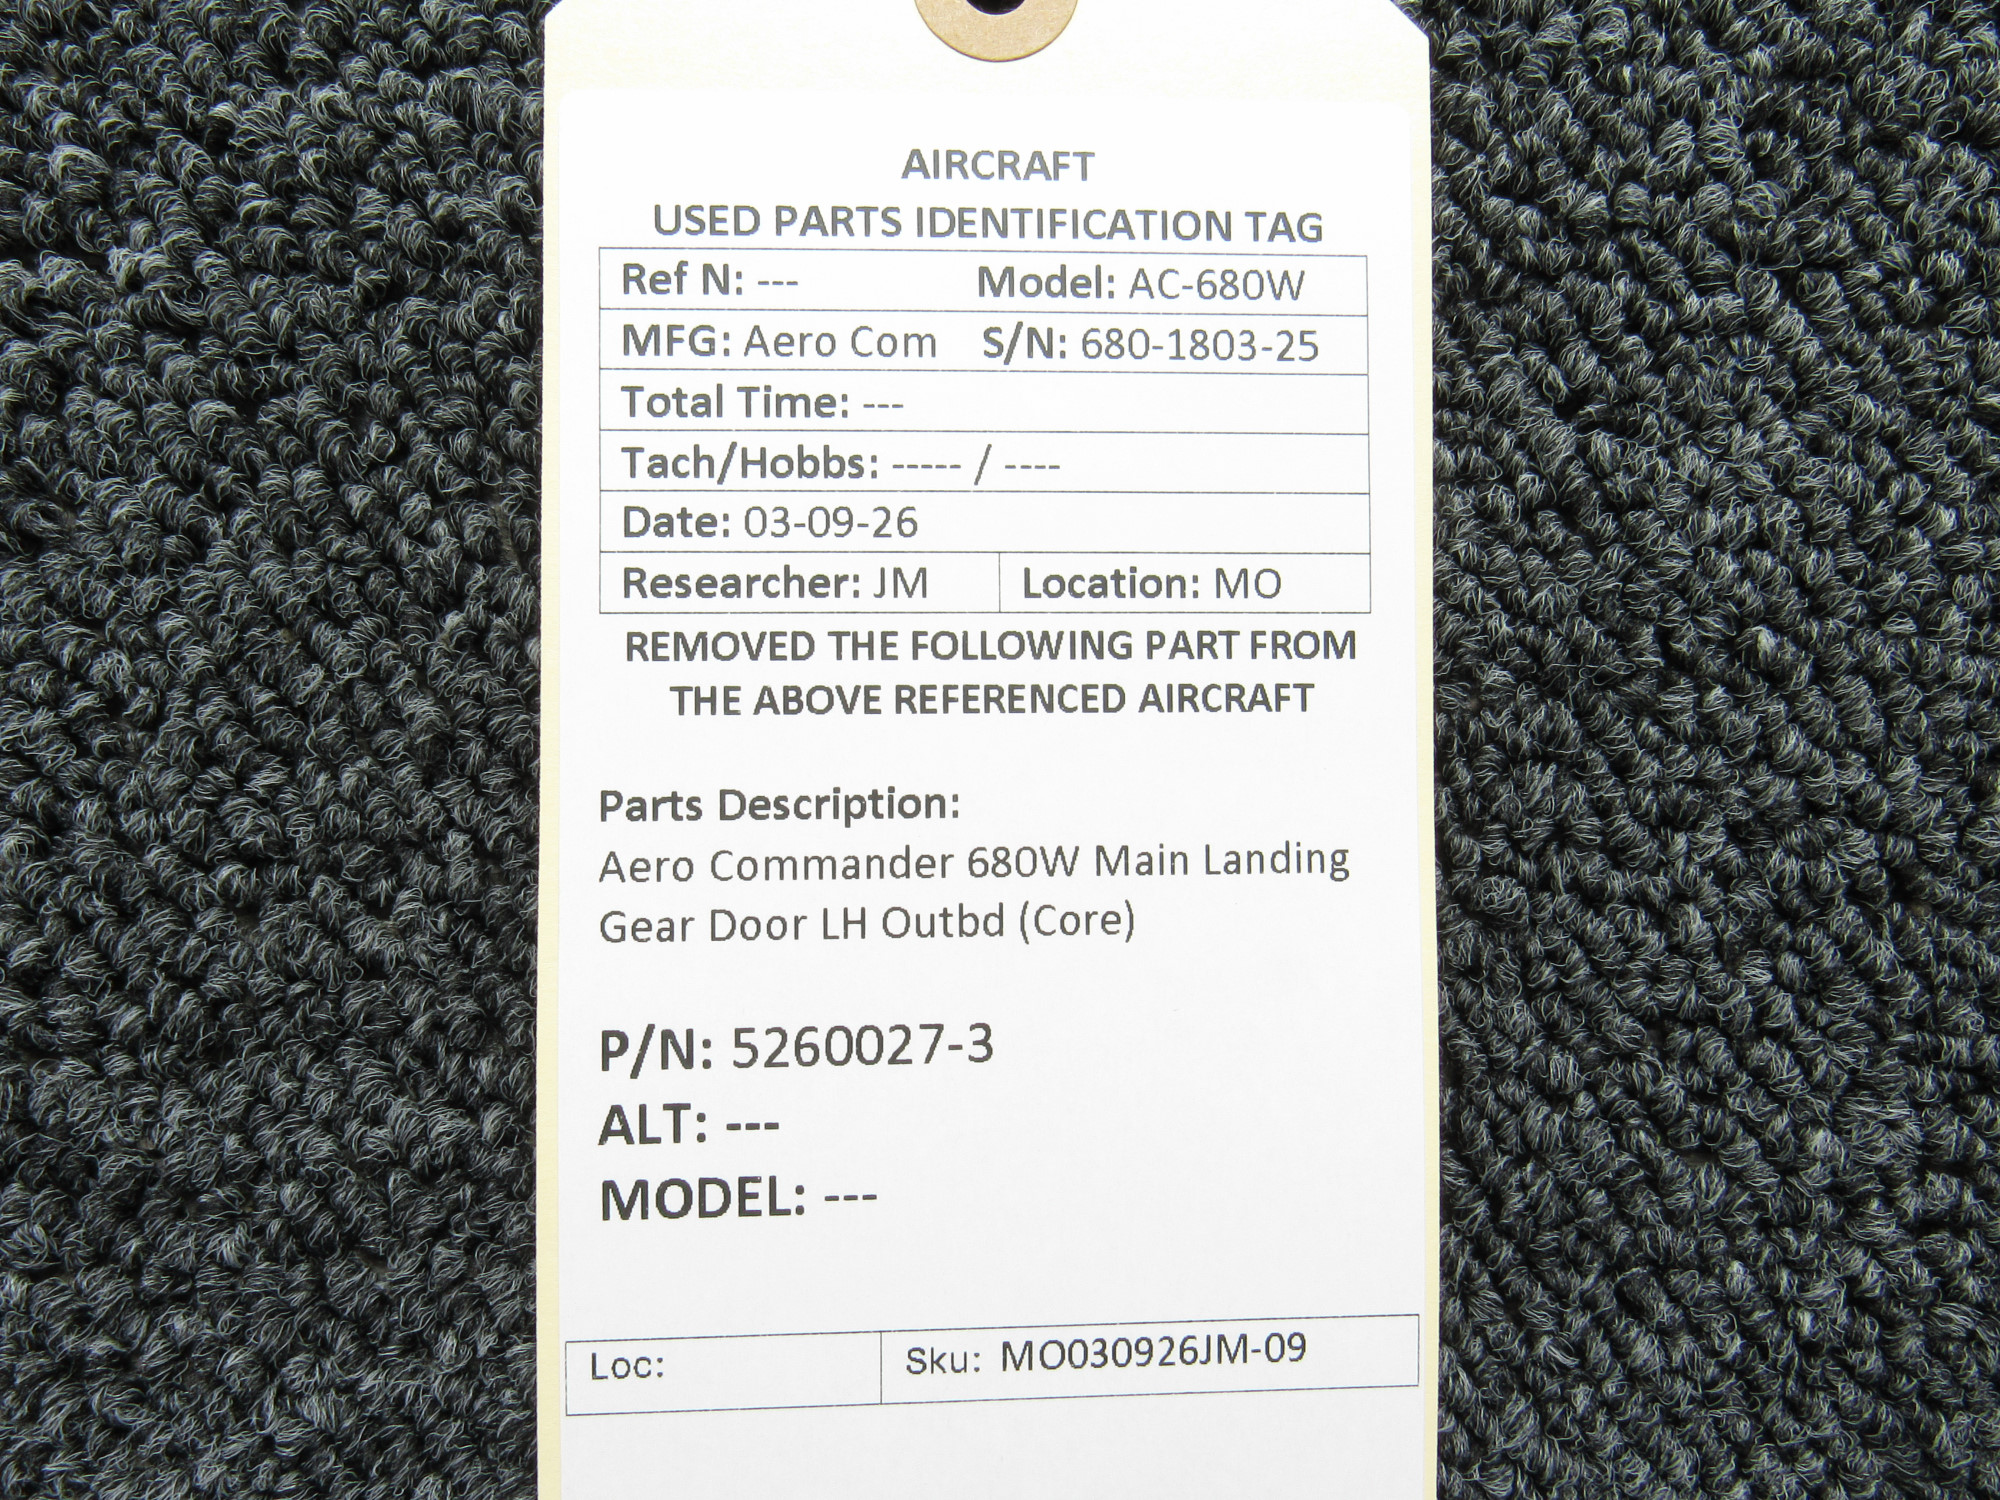 AIRCRAFT
USED PARTS IDENTIFICATION TAG
Ref N: --- Model: AC-680W
MFG: Aero Com S/N: 680-1803-25
Total Time: ---
Tach/Hobbs: ----- / ----
Date: 03-09-26
Researcher: JM Location: MO
REMOVED THE FOLLOWING PART FROM
THE ABOVE REFERENCED AIRCRAFT
Parts Description:
Aero Commander 680W Main Landing
Gear Door LH Outbd (Core)
P/N: 5260027-3
ALT: ---
MODEL: ---
Loc: Sku: MO030926JM-09